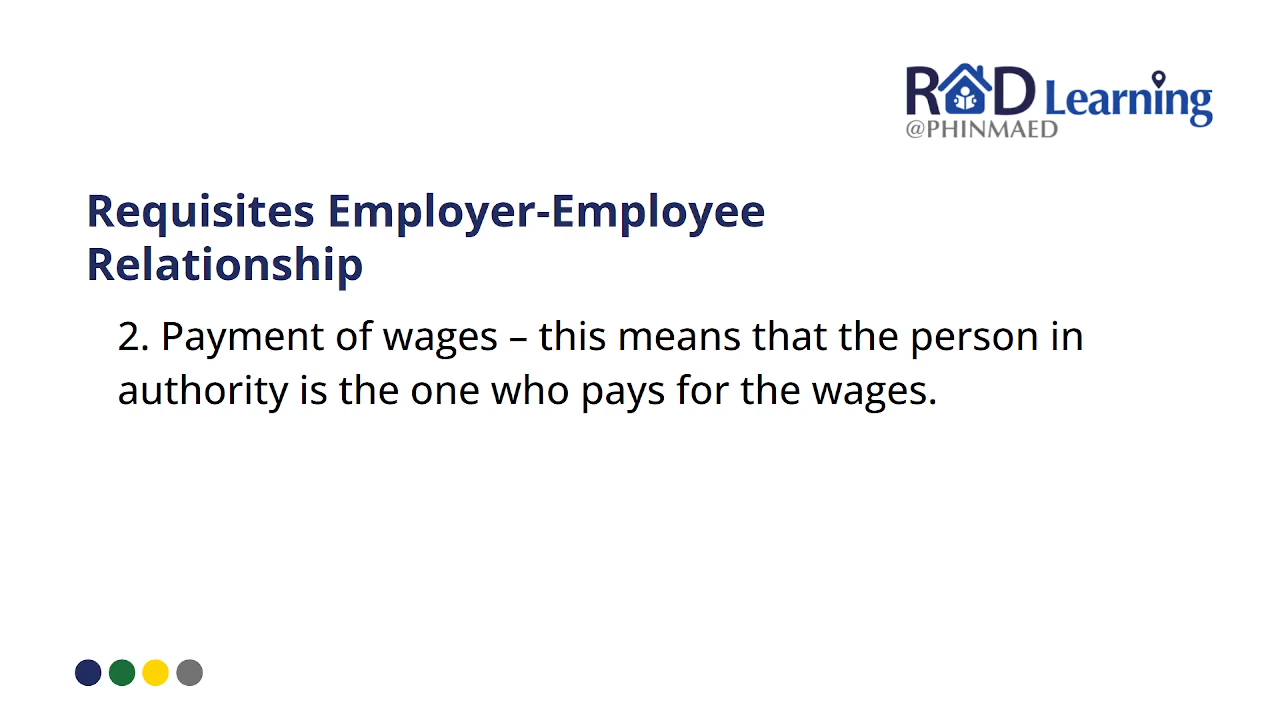 RAD Learning
@PHINMAED
Requisites Employer-Employee
Relationship
2. Payment of wages – this means that the person in
authority is the one who pays for the wages.